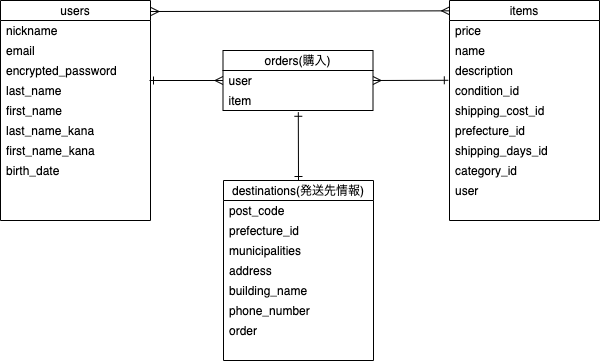 users
nickname
email
encrypted_password
last_name
first_name
last_name_kana
first_name_kana
birth_date
orders(購入)
user
item
destinations(発送先情報)
post_code
prefecture_id
municipalities
address
building_name
phone_number
order
items
price
name
description
condition_id
shipping_cost_id
prefecture_id
shipping_days_id
category_id
user